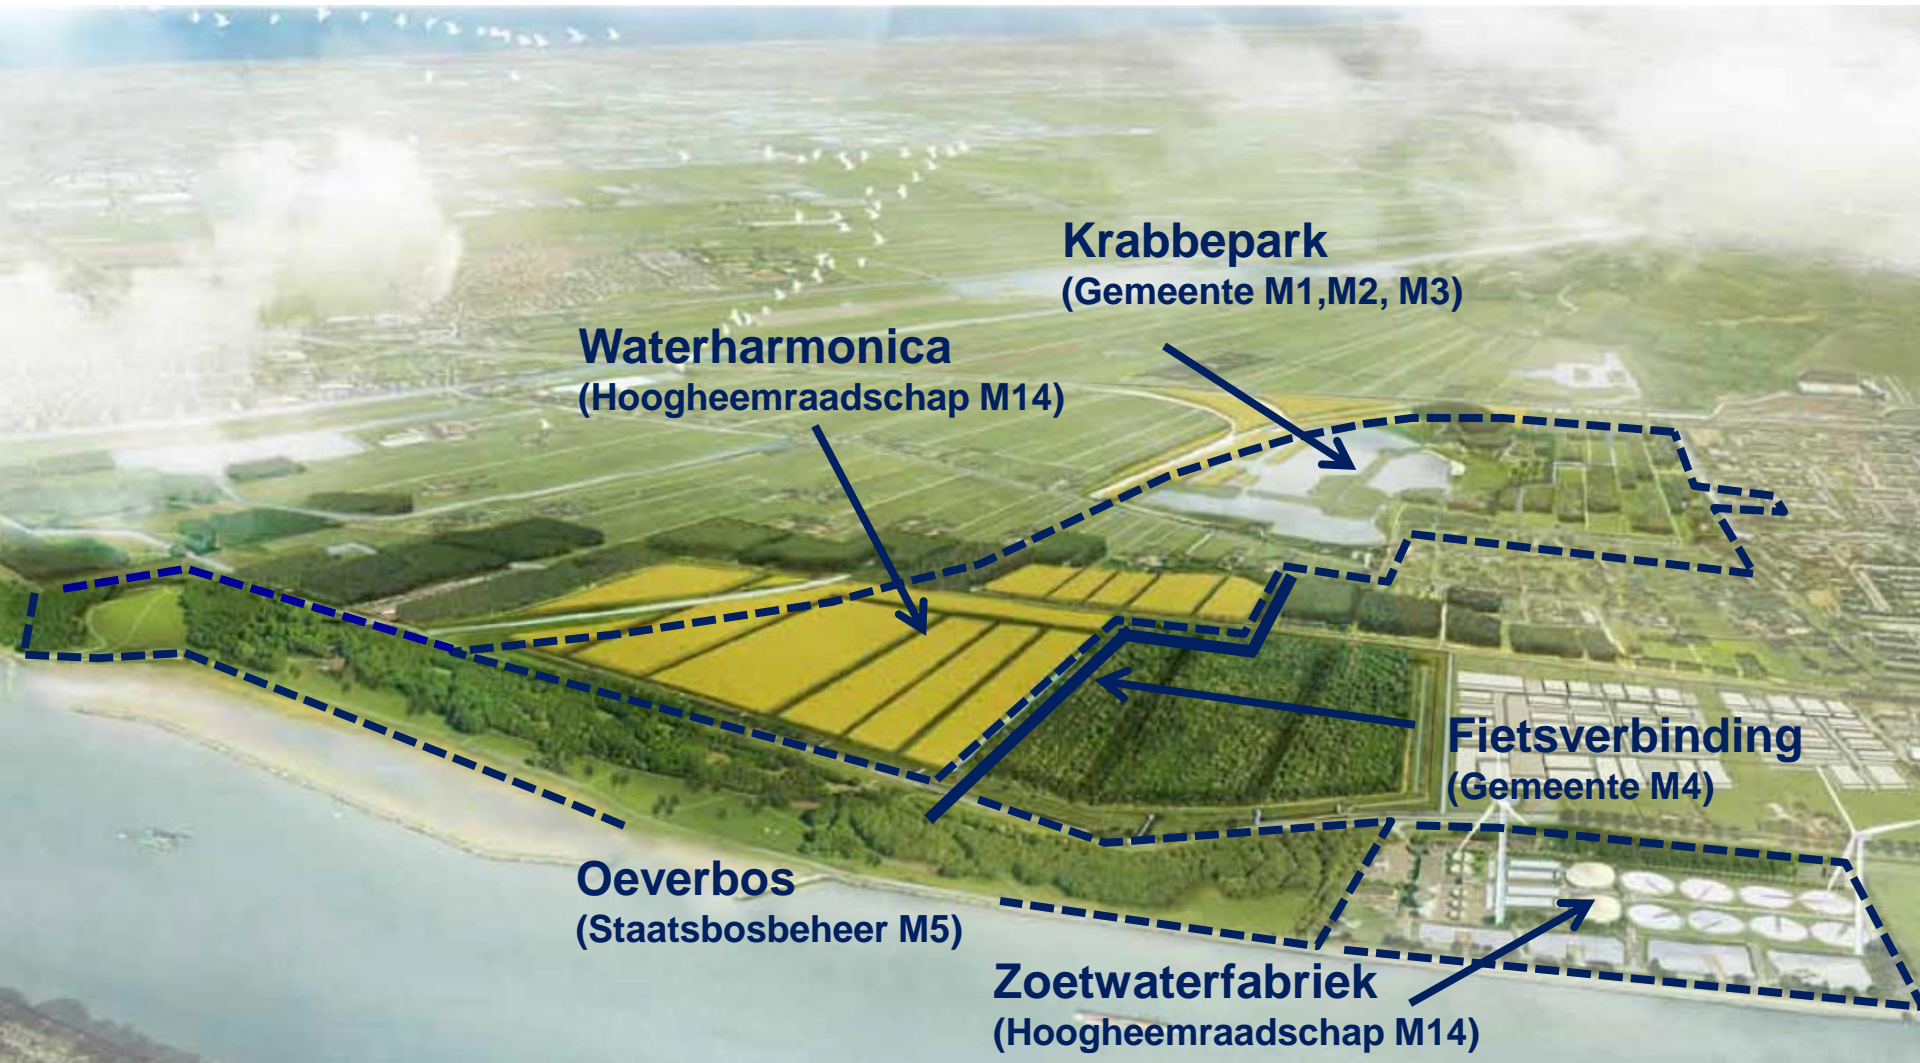 Krabbepark
(Gemeente M1,M2, M3)
Waterharmonica
(Hoogheemraadschap M14)
Fietsverbinding
(Gemeente M4)
Oeverbos
(Staatsbosbeheer M5)
Zoetwaterfabriek
(Hoogheemraadschap M14)